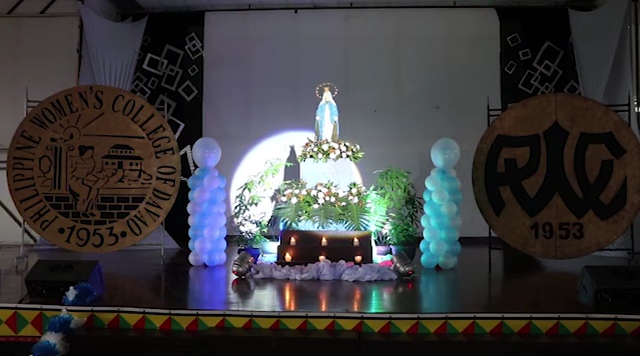 PHILIPPINE WOMEN'S COLLEGE OF DAVAO
• 1953 •
PWC
1953